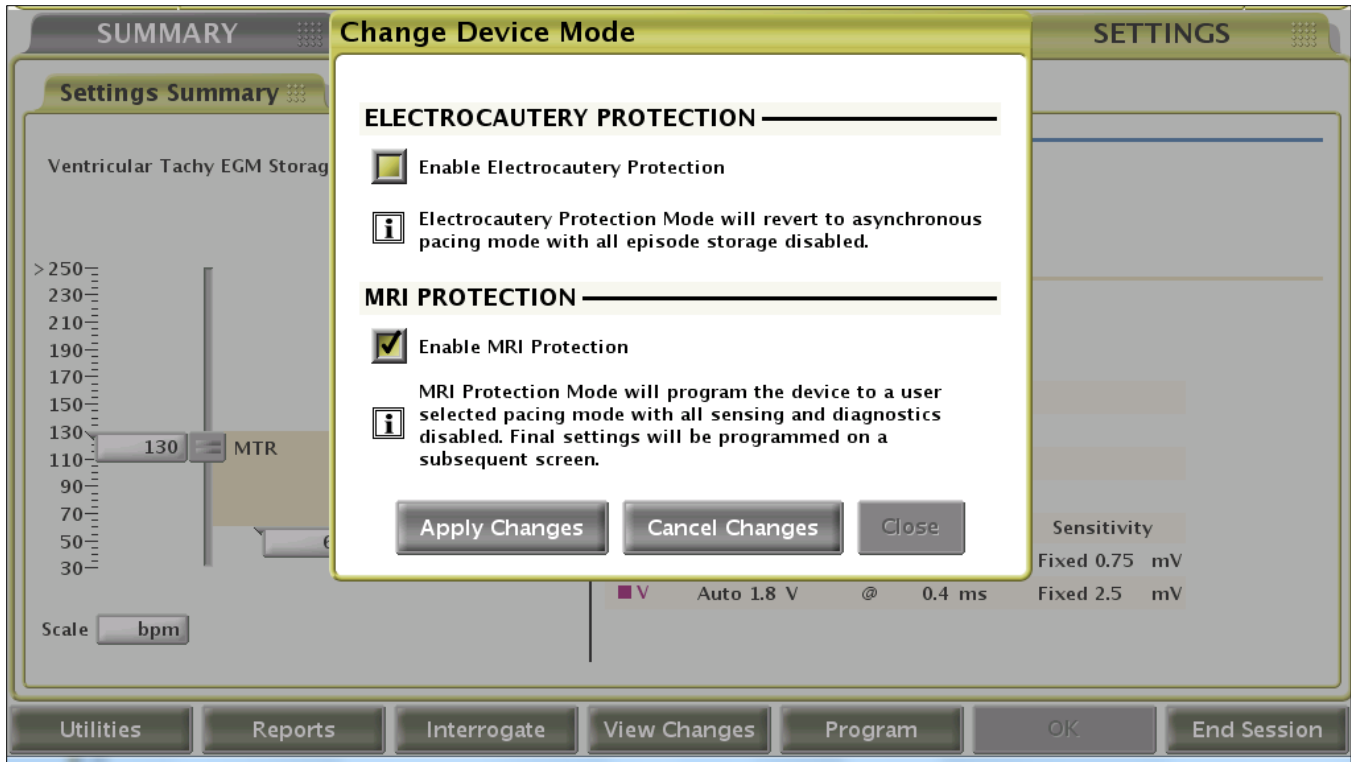 SUMMARY
Change Device Mode
SETTINGS
Settings Summary
ELECTROCAUTERY PROTECTION
Ventricular Tachy EGM Storag
Enable Electrocautery Protection
Electrocautery Protection Mode will revert to asynchronous
pacing mode with all episode storage disabled.
>250
230
210
190
170
150
130
110
90
70
50
30
130
MTR
MRI PROTECTION
Enable MRI Protection
MRI Protection Mode will program the device to a user
selected pacing mode with all sensing and diagnostics
disabled. Final settings will be programmed on a
subsequent screen.
Apply Changes
Cancel Changes
Close
Sensitivity
Fixed 0.75 mV
V Auto 1.8 V @ 0.4 ms Fixed 2.5 mV
Scale bpm
Utilities
Reports
Interrogate
View Changes
Program
OK
End Session